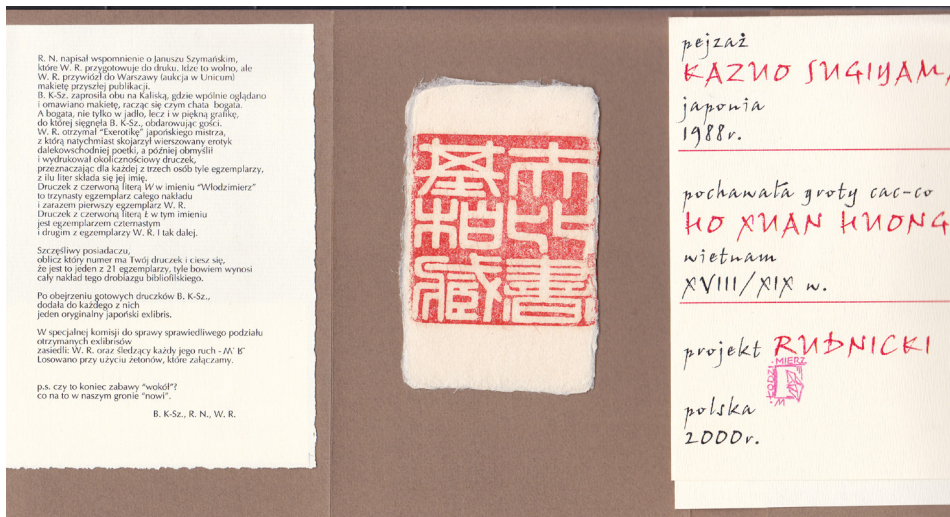 R. N. napisał wspomnienie o Januszu Szymańskim,
które W. R. przygotowuje do druku. Idze to wolno, ale
W. R. przywiózł do Warszawy (aukcja w Unicum)
makietę przyszłej publikacji.
B. K-Sz. zaprosiła obu na Kaliską, gdzie wpólnie oglądano
i omawiano makietę, racząc się czym chata bogata.
A bogata, nie tylko w jadło, lecz i w piękną grafikę,
do której sięgnęła B. K-Sz., obdarowując gości.
W. R. otrzymał "Exerotikę" japońskiego mistrza,
z którą natychmiast skojarzył wierszowany erotyk
dalekowschodniej poetki, a później obmyślił
i wydrukował okolicznościowy druczek,
przeznaczając dla każdej z trzech osób tyle egzemplarzy,
z ilu liter składa się jej imię.
Druczek z czerwoną literą W w imieniu "Włodzimierz"
to trzynasty egzemplarz całego nakładu
i zarazem pierwszy egzemplarz W. R.
Druczek z czerwoną literą ł w tym imieniu
jest egzemplarzem czternastym
i drugim z egzemplarzy W. R. I tak dalej.
Szczęśliwy posiadaczu,
oblicz który numer ma Twój druczek i ciesz się,
że jest to jeden z 21 egzemplarzy, tyle bowiem wynosi
cały nakład tego drobiazgu bibliofilskiego.
Po obejrzeniu gotowych druczków B. K-Sz.,
dodała do każdego z nich
jeden oryginalny japoński exlibris.
W specjalnej komisji do sprawy sprawiedliwego podziału
otrzymanych exlibrisów
zasiedli: W. R. oraz śledzący każdy jego ruch - W. R.
Losowano przy użyciu żetonów, które załączamy.
p.s. czy to koniec zabawy "wokół"?
co na to w naszym gronie "nowi".
B. K-Sz., R. N., W. R.
書
藏
pejzaż
KAZUO SUGIYAMA
japonia
1988r.
pochawała groty cac-co
HO XUAN HUONG
wietnam
XVIII/XIX w.
projekt RUDNICKI
W ŁODZI MIERZ
polska
2000r.